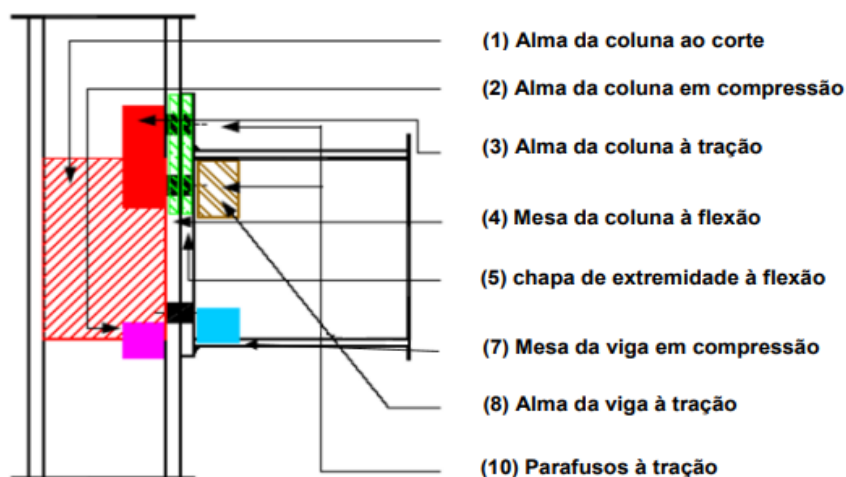 (1) Alma da coluna ao corte
(2) Alma da coluna em compressão
(3) Alma da coluna à tração
(4) Mesa da coluna à flexão
(5) chapa de extremidade à flexão
(7) Mesa da viga em compressão
(8) Alma da viga à tração
(10) Parafusos à tração